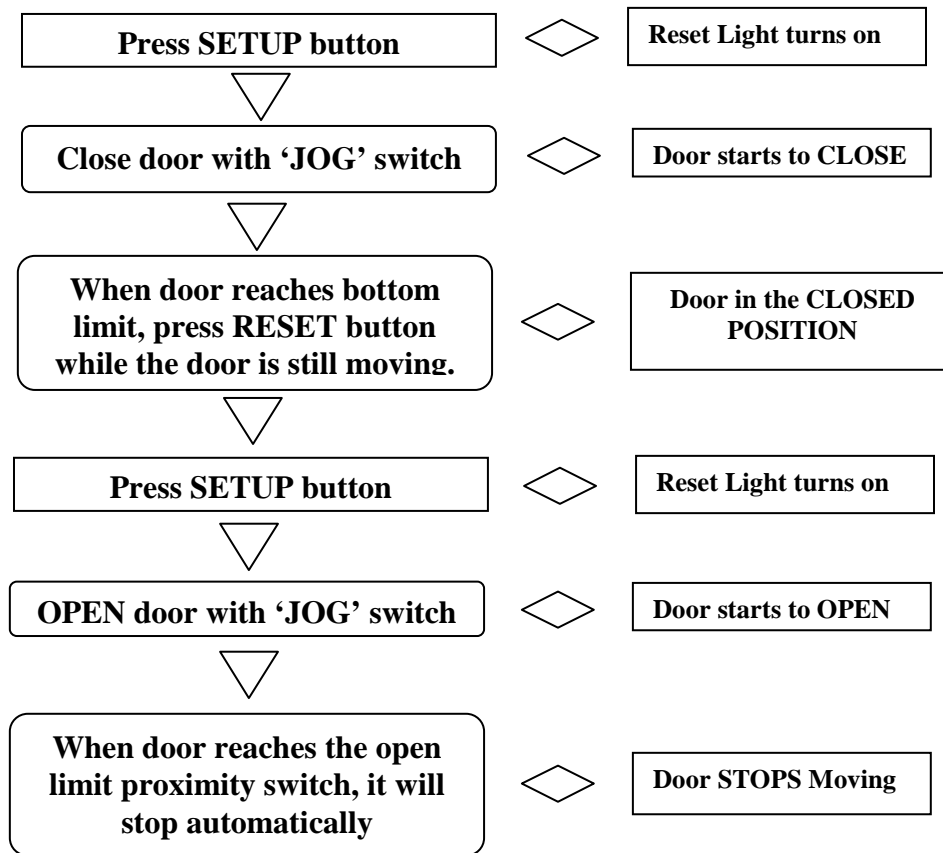 Press SETUP button
Reset Light turns on
Close door with ‘JOG’ switch
Door starts to CLOSE
When door reaches bottom
limit, press RESET button
while the door is still moving.
Door in the CLOSED
POSITION
Press SETUP button
Reset Light turns on
OPEN door with ‘JOG’ switch
Door starts to OPEN
When door reaches the open
limit proximity switch, it will
stop automatically
Door STOPS Moving